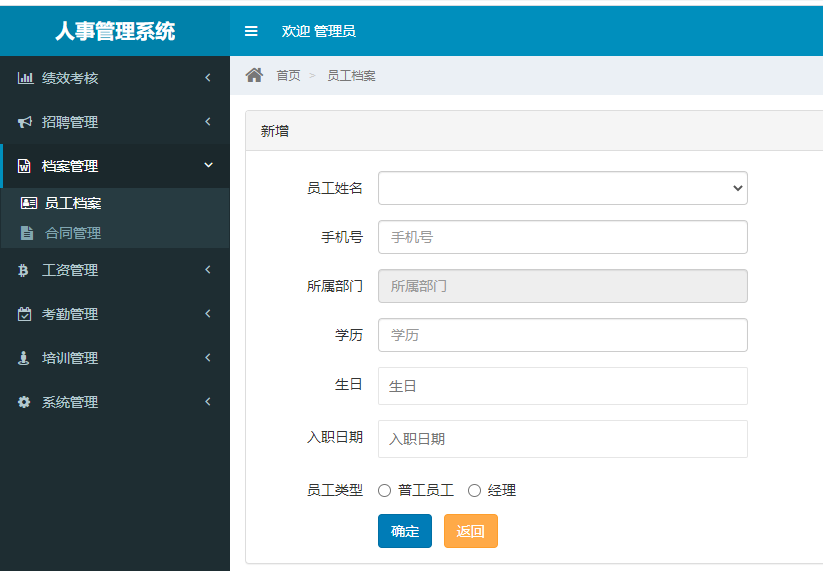 人事管理系统
欢迎 管理员
绩效考核
招聘管理
档案管理
员工档案
合同管理
工资管理
考勤管理
培训管理
系统管理
首页 > 员工档案
新增
员工姓名
手机号 手机号
所属部门 所属部门
学历 学历
生日 生日
入职日期 入职日期
员工类型 普工员工 经理
确定 返回